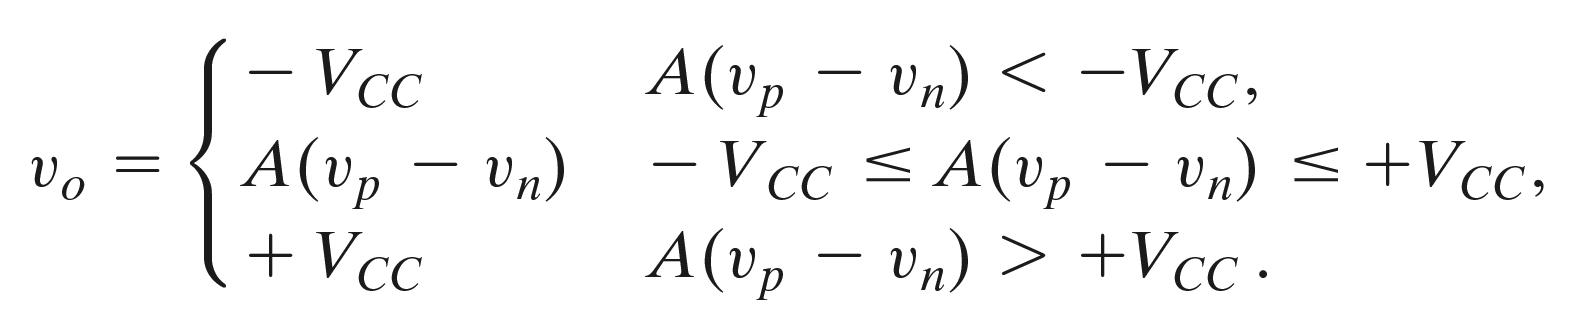 − V_CC    A(v_p − v_n) < −V_CC,
v_o = { A(v_p − v_n)    − V_CC ≤ A(v_p − v_n) ≤ +V_CC,
+ V_CC    A(v_p − v_n) > +V_CC.